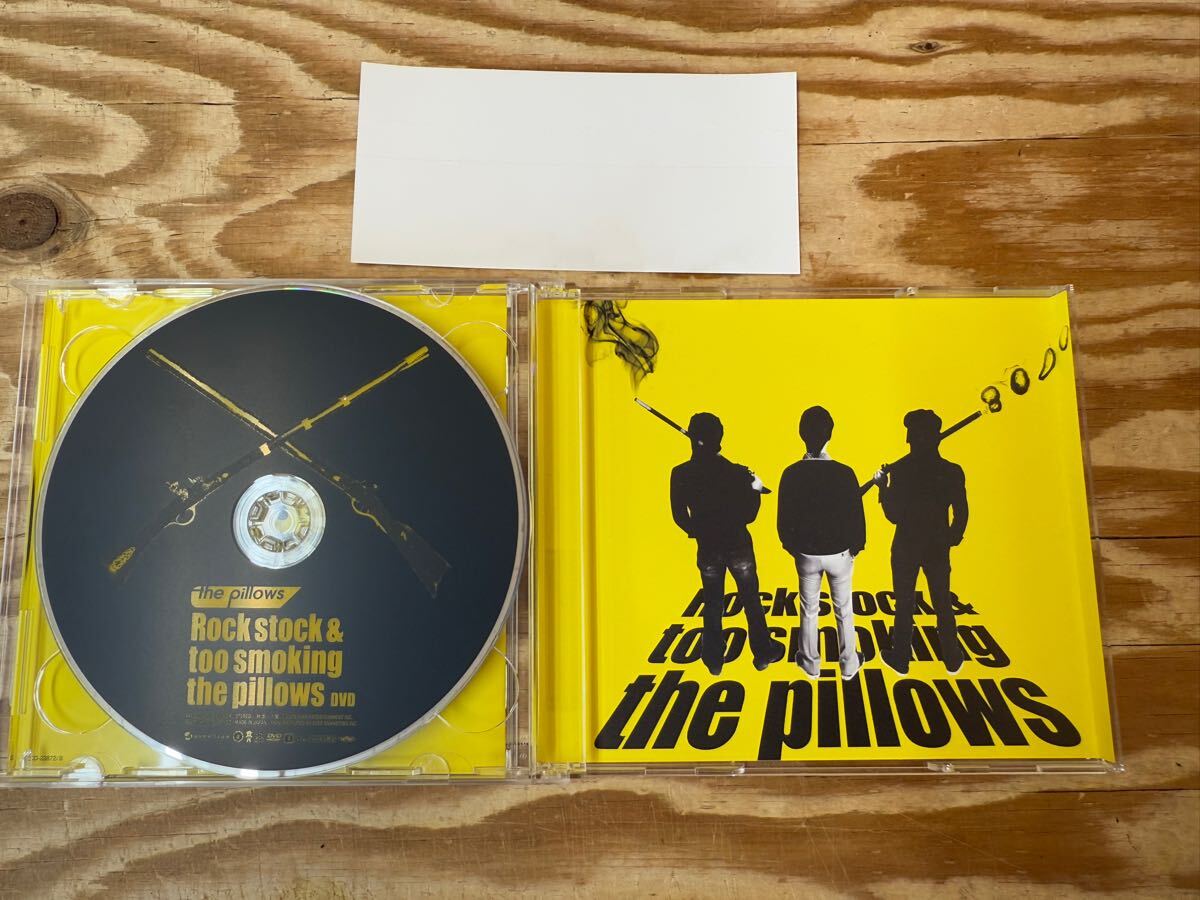 the pillows
Rock stock &
too smoking
the pillows DVD
Rock stock &
too smoking
the pillows